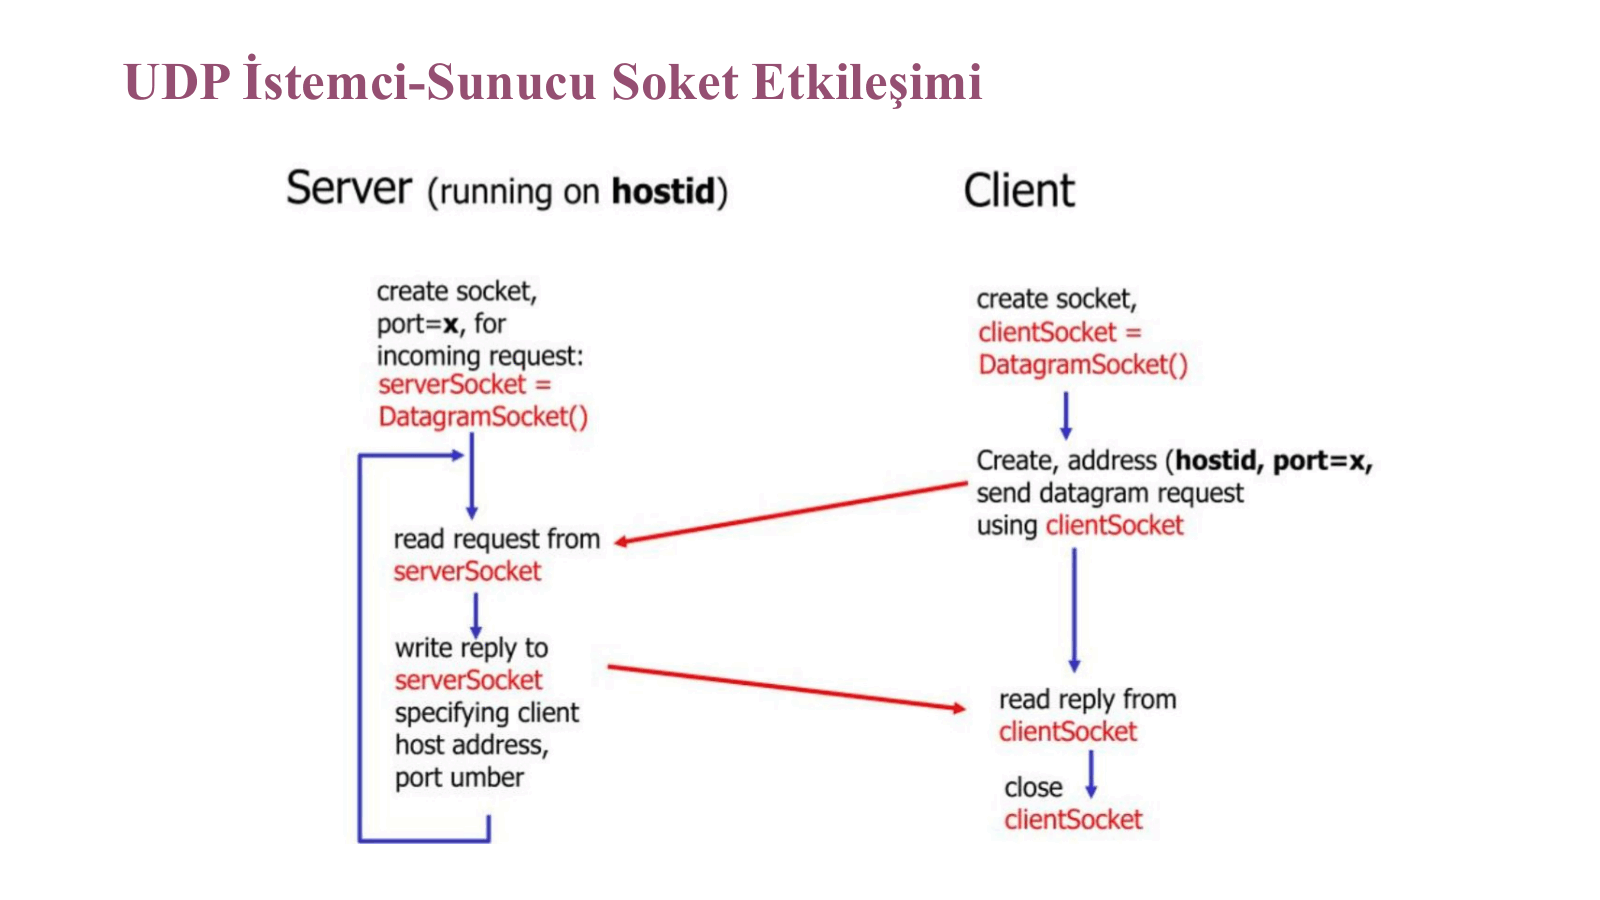 UDP İstemci-Sunucu Soket Etkileşimi
Server (running on hostid)
create socket,
port=x, for
incoming request:
serverSocket =
DatagramSocket()
read request from
serverSocket
write reply to
serverSocket
specifying client
host address,
port umber
Client
create socket,
clientSocket =
DatagramSocket()
Create, address (hostid, port=x,
send datagram request
using clientSocket
read reply from
clientSocket
close
clientSocket